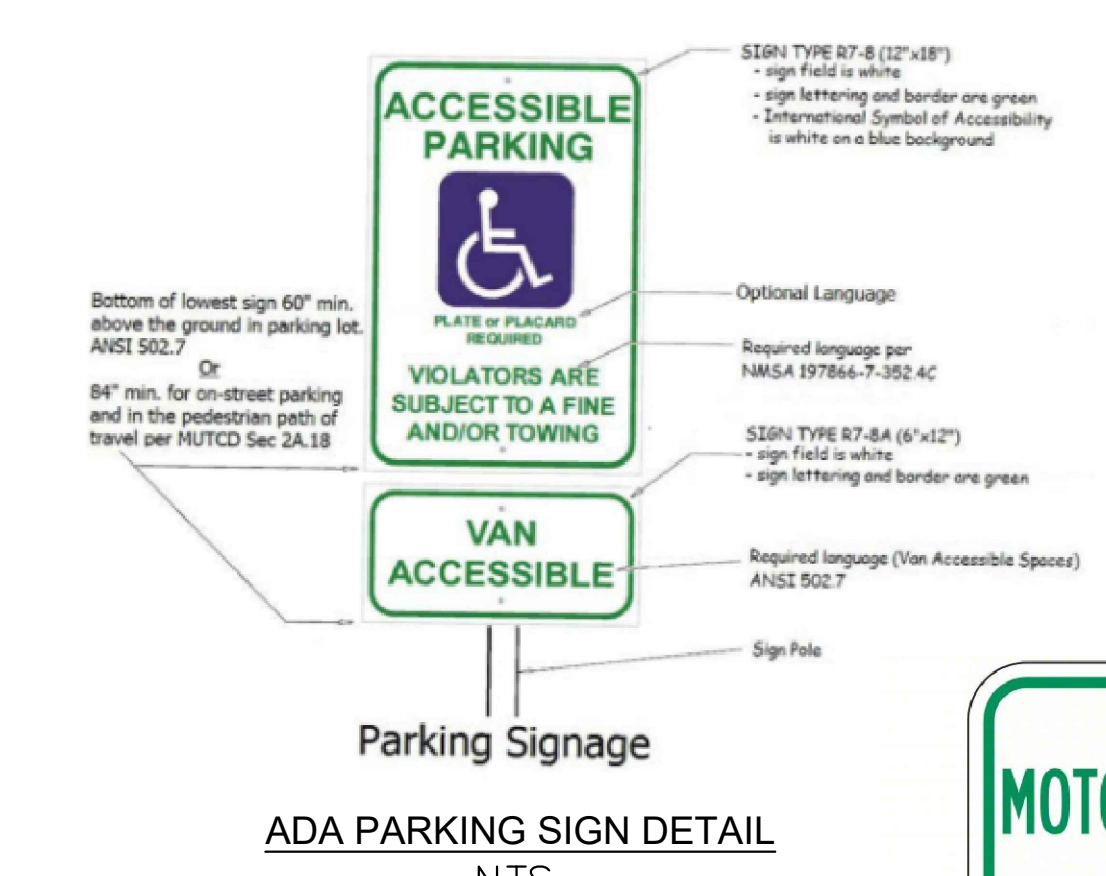 SIGN TYPE R7-8 (12"x18")
- sign field is white
- sign lettering and border are green
- International Symbol of Accessibility
is white on a blue background
ACCESSIBLE
PARKING
Optional Language
PLATE or PLACARD
REQUIRED
Required language per
NMSA 197866-7-352.4C
VIOLATORS ARE
SUBJECT TO A FINE
AND/OR TOWING
Bottom of lowest sign 60" min.
above the ground in parking lot.
ANSI 502.7
Or
84" min. for on-street parking
and in the pedestrian path of
travel per MUTCD Sec 2A.18
SIGN TYPE R7-8A (6"x12")
- sign field is white
- sign lettering and border are green
VAN
ACCESSIBLE
Required language (Van Accessible Spaces)
ANSI 502.7
Sign Pole
Parking Signage
ADA PARKING SIGN DETAIL
NTS